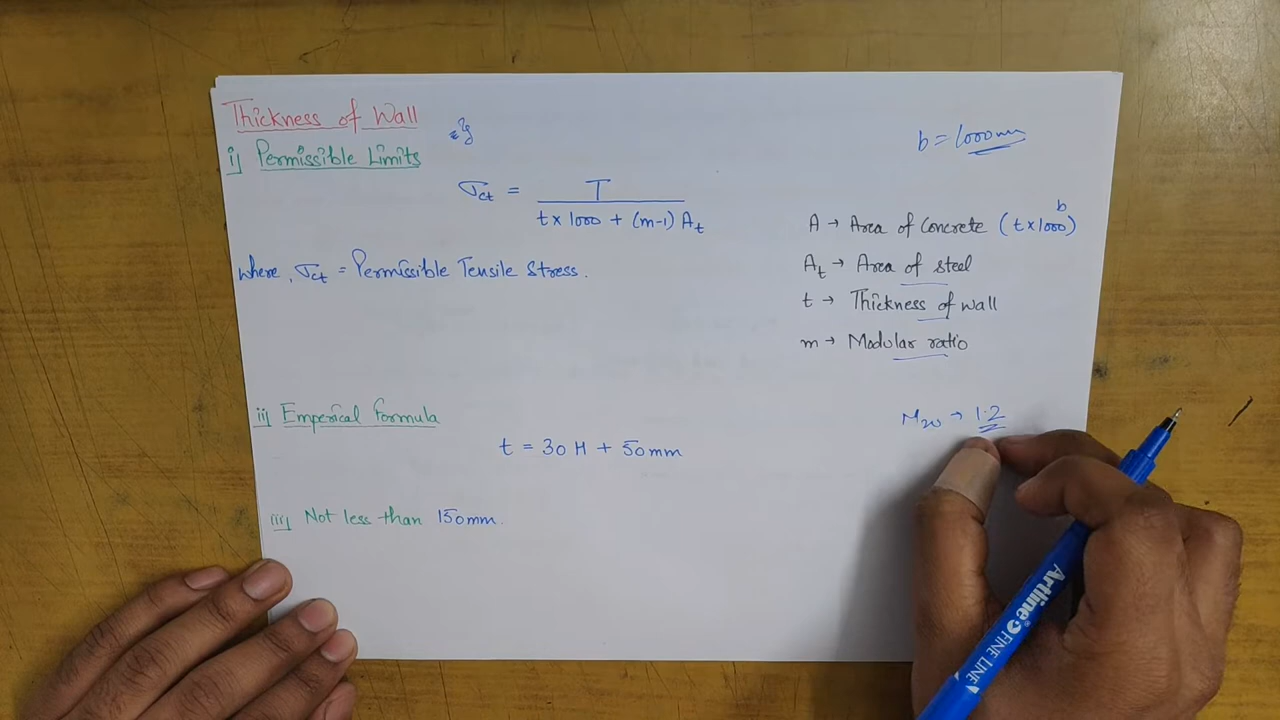 Thickness of Wall
i) Permissible Limits
b = 1000mm
σct = T / t x 1000 + (m-1) At
where, σct = Permissible Tensile Stress.
b
A → Area of Concrete (t x 1000)
At → Area of steel
t → Thickness of wall
m → Modular ratio
ii) Emperical Formula
M20 → 1.2
t = 30 H + 50mm
iii) Not less than 150mm.
Artline FINE LINE